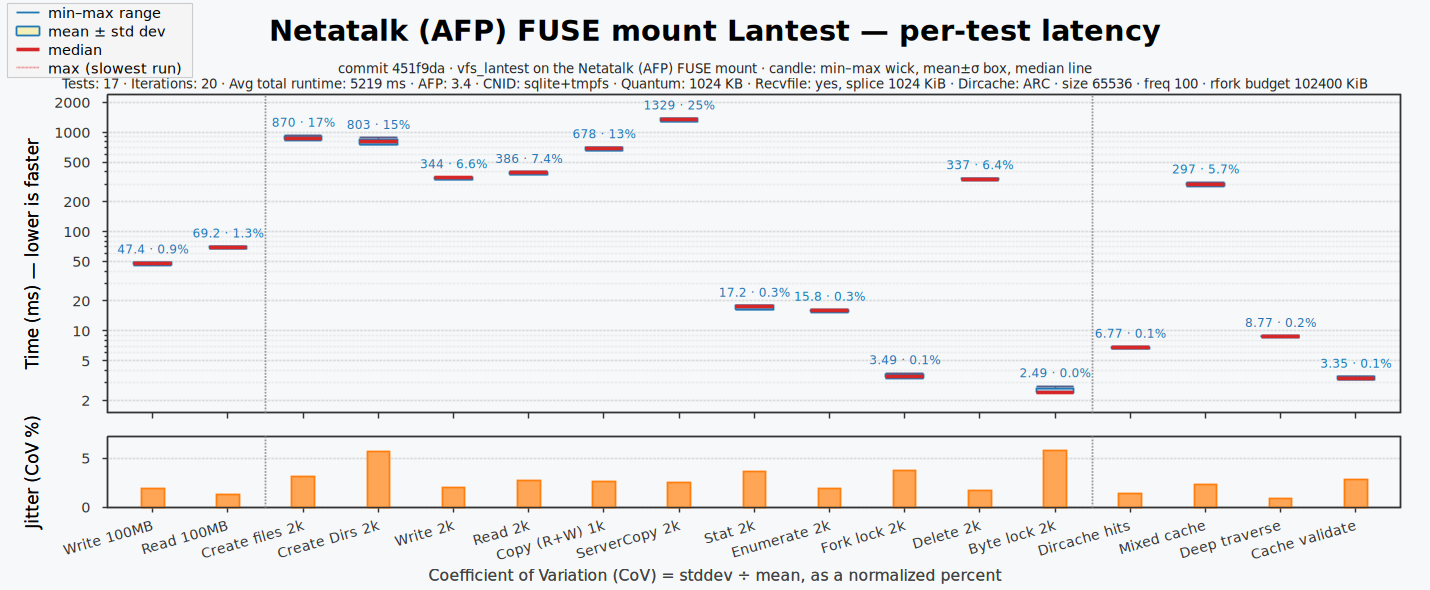 min–max range
mean ± std dev
median
max (slowest run)
Netatalk (AFP) FUSE mount Lantest — per-test latency
commit 451f9da · vfs_lantest on the Netatalk (AFP) FUSE mount · candle: min–max wick, mean±σ box, median line
Tests: 17 · Iterations: 20 · Avg total runtime: 5219 ms · AFP: 3.4 · CNID: sqlite+tmpfs · Quantum: 1024 KB · Recvfile: yes, splice 1024 KiB · Dircache: ARC · size 65536 · freq 100 · rfork budget 102400 KiB
Time (ms) — lower is faster
2000
1000
500
200
100
50
20
10
5
2
47.4 · 0.9%
69.2 · 1.3%
870 · 17%
803 · 15%
344 · 6.6%
386 · 7.4%
678 · 13%
1329 · 25%
17.2 · 0.3%
15.8 · 0.3%
3.49 · 0.1%
337 · 6.4%
2.49 · 0.0%
6.77 · 0.1%
297 · 5.7%
8.77 · 0.2%
3.35 · 0.1%
Jitter (CoV %)
5
0
Write 100MB
Read 100MB
Create files 2k
Create Dirs 2k
Write 2k
Read 2k
Copy (R+W) 1k
ServerCopy 2k
Stat 2k
Enumerate 2k
Fork lock 2k
Delete 2k
Byte lock 2k
Dircache hits
Mixed cache
Deep traverse
Cache validate
Coefficient of Variation (CoV) = stddev ÷ mean, as a normalized percent